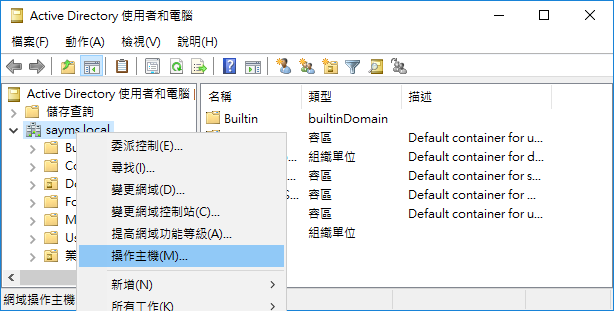 Active Directory 使用者和電腦
檔案(F) 動作(A) 檢視(V) 說明(H)
Active Directory 使用者和電腦
儲存查詢
sayms.local
Bu
Co
Do
Fo
M
Us
業
名稱 類型 描述
Builtin builtinDomain
容區 Default container for u...
組織單位 Default container for d...
容區 Default container for s...
容區 Default container for u...
組織單位
委派控制(E)...
尋找(I)...
變更網域(D)...
變更網域控制站(C)...
提高網域功能等級(A)...
操作主機(M)...
新增(N)
所有工作(K)
網域操作主機